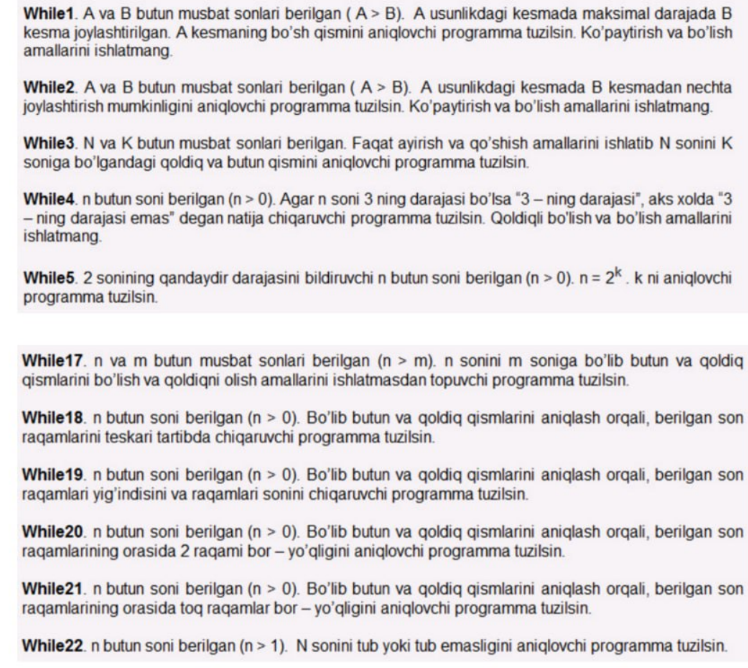 While1. A va B butun musbat sonlari berilgan ( A > B). A usunlikdagi kesmada maksimal darajada B
kesma joylashtirilgan. A kesmaning bo'sh qismini aniqlovchi programma tuzilsin. Ko'paytirish va bo'lish
amallarini ishlatmang.
While2. A va B butun musbat sonlari berilgan ( A > B). A usunlikdagi kesmada B kesmadan nechta
joylashtirish mumkinligini aniqlovchi programma tuzilsin. Ko'paytirish va bo'lish amallarini ishlatmang.
While3. N va K butun musbat sonlari berilgan. Faqat ayirish va qo'shish amallarini ishlatib N sonini K
soniga bo'lgandagi qoldiq va butun qismini aniqlovchi programma tuzilsin.
While4. n butun soni berilgan (n > 0). Agar n soni 3 ning darajasi bo'lsa "3 – ning darajasi", aks xolda "3
– ning darajasi emas" degan natija chiqaruvchi programma tuzilsin. Qoldiqli bo'lish va bo'lish amallarini
ishlatmang.
While5. 2 sonining qandaydir darajasini bildiruvchi n butun soni berilgan (n > 0). n = 2ᵏ . k ni aniqlovchi
programma tuzilsin.
While17. n va m butun musbat sonlari berilgan (n > m). n sonini m soniga bo'lib butun va qoldiq
qismlarini bo'lish va qoldiqni olish amallarini ishlatmasdan topuvchi programma tuzilsin.
While18. n butun soni berilgan (n > 0). Bo'lib butun va qoldiq qismlarini aniqlash orqali, berilgan son
raqamlarini teskari tartibda chiqaruvchi programma tuzilsin.
While19. n butun soni berilgan (n > 0). Bo'lib butun va qoldiq qismlarini aniqlash orqali, berilgan son
raqamlari yig'indisini va raqamlari sonini chiqaruvchi programma tuzilsin.
While20. n butun soni berilgan (n > 0). Bo'lib butun va qoldiq qismlarini aniqlash orqali, berilgan son
raqamlarining orasida 2 raqami bor – yo'qligini aniqlovchi programma tuzilsin.
While21. n butun soni berilgan (n > 0). Bo'lib butun va qoldiq qismlarini aniqlash orqali, berilgan son
raqamlarining orasida toq raqamlar bor – yo'qligini aniqlovchi programma tuzilsin.
While22. n butun soni berilgan (n > 1). N sonini tub yoki tub emasligini aniqlovchi programma tuzilsin.